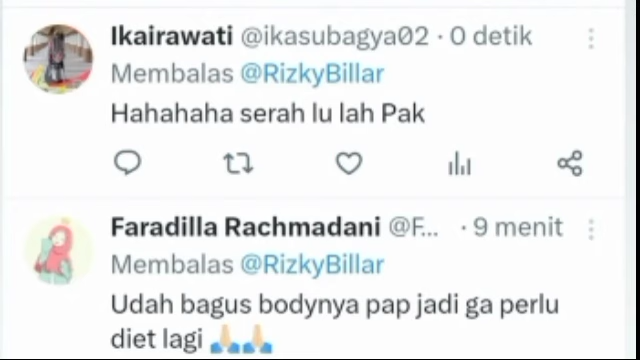 Ikairawati @ikasubagya02 · 0 detik
Membalas @RizkyBillar
Hahahaha serah lu lah Pak
Faradilla Rachmadani @F... · 9 menit
Membalas @RizkyBillar
Udah bagus bodynya pap jadi ga perlu
diet lagi 🙏🏻🙏🏻